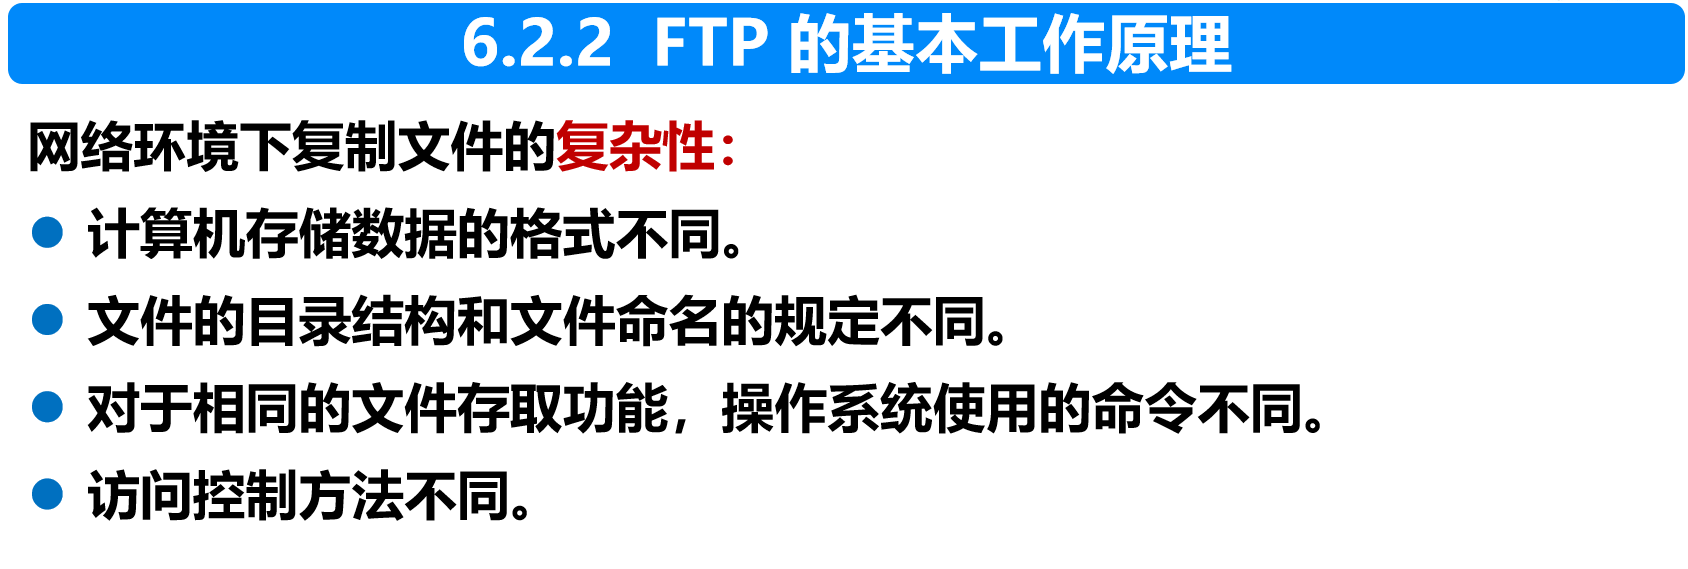 6.2.2 FTP 的基本工作原理
网络环境下复制文件的复杂性：
● 计算机存储数据的格式不同。
● 文件的目录结构和文件命名的规定不同。
● 对于相同的文件存取功能，操作系统使用的命令不同。
● 访问控制方法不同。